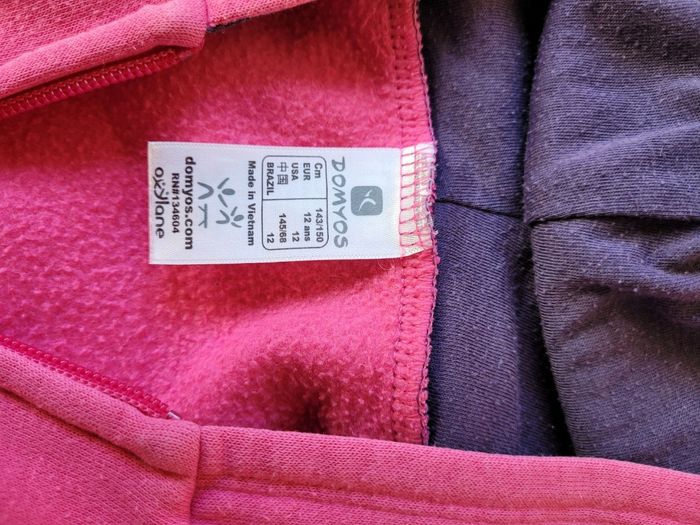 DOMYOS
Cm 143/150
EUR 12 ans
USA 12
中国 145/68
BRAZIL 12
Made in Vietnam
domyos.com
RN#134604
oxylane